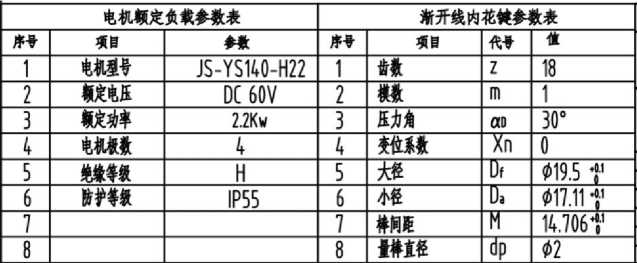 电机额定负载参数表 渐开线内花键参数表
序号 项目 参数 序号 项目 代号 值
1 电机型号 JS-YS140-H22 1 齿数 z 18
2 额定电压 DC 60V 2 模数 m 1
3 额定功率 2.2Kw 3 压力角 αD 30°
4 电机极数 4 4 变位系数 Xn 0
5 绝缘等级 H 5 大径 Df ϕ19.5 +0.1 0
6 防护等级 IP55 6 小径 Da ϕ17.11 +0.1 0
7 7 棒间距 M 14.706 +0.1 0
8 8 量棒直径 dp ϕ2